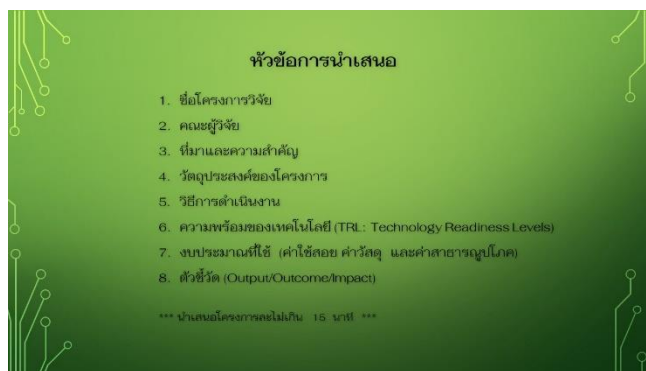 หัวข้อการนำเสนอ
1. ชื่อโครงการวิจัย
2. คณะผู้วิจัย
3. ที่มาและความสำคัญ
4. วัตถุประสงค์ของโครงการ
5. วิธีการดำเนินงาน
6. ความพร้อมของเทคโนโลยี (TRL: Technology Readiness Levels)
7. งบประมาณที่ใช้ (ค่าใช้สอย ค่าวัสดุ และค่าสาธารณูปโภค)
8. ตัวชี้วัด (Output/Outcome/Impact)
*** นำเสนอโครงการละไม่เกิน 15 นาที ***